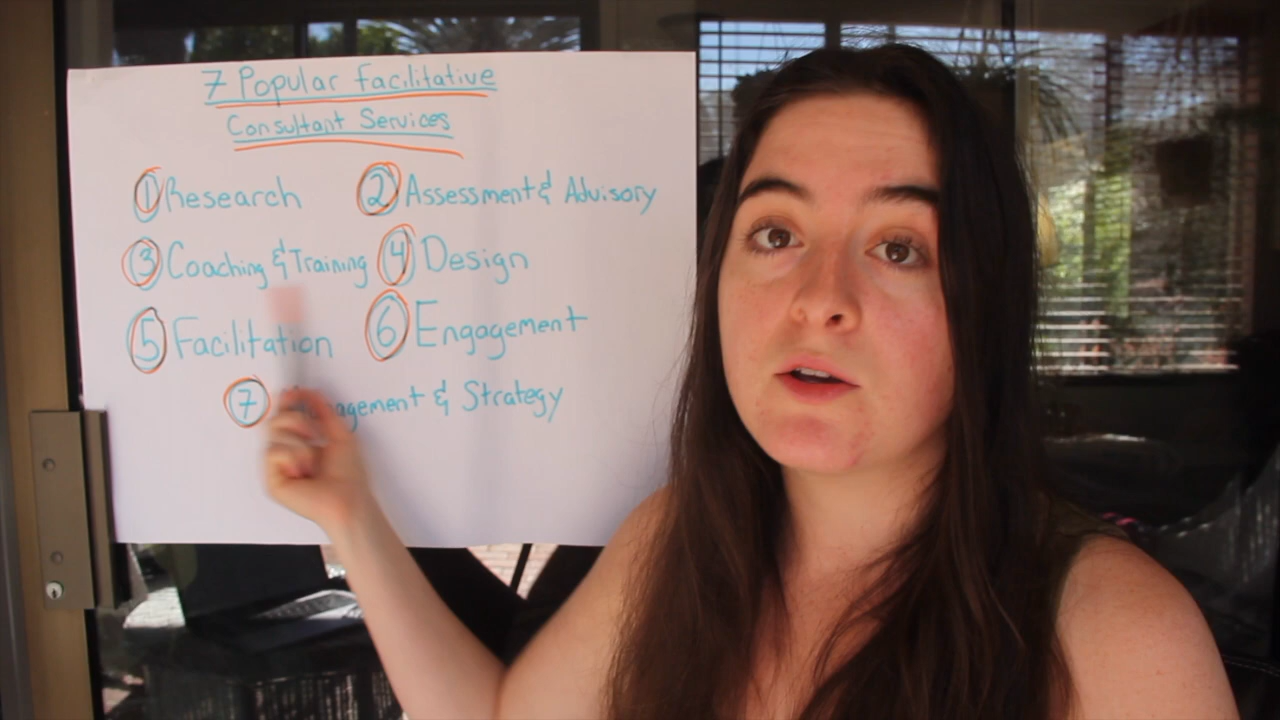 7 Popular Facilitative
Consultant Services
1 Research 2 Assessment & Advisory
3 Coaching & Training 4 Design
5 Facilitation 6 Engagement
7 & Strategy